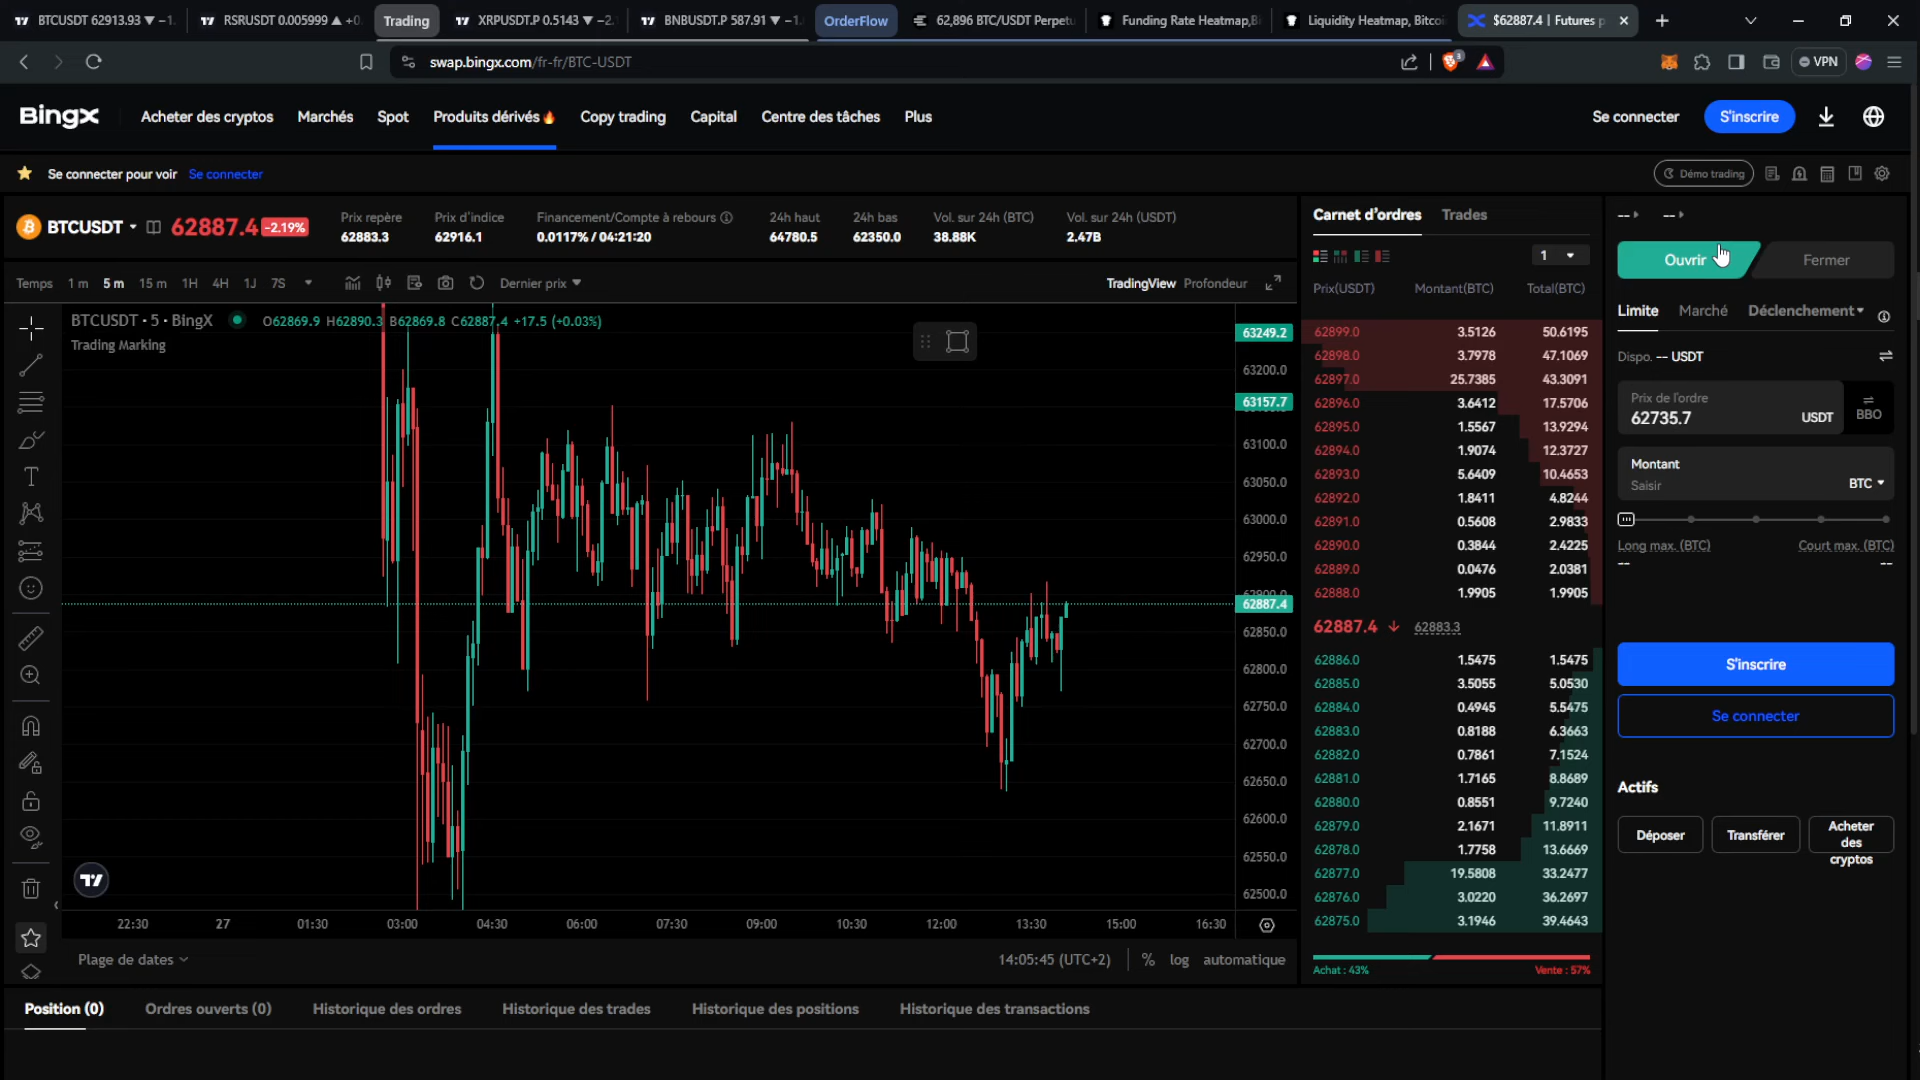 BTCUSDT 62913.93 ▼ −1.
RSRUSDT 0.005999 ▲ +0
Trading
XRPUSDT.P 0.5143 ▼ −2.
BNBUSDT.P 587.91 ▼ −1.
OrderFlow
62,896 BTC/USDT Perpetu
Funding Rate Heatmap,B
Liquidity Heatmap, Bitcoi
$62887.4 | Futures p
swap.bingx.com/fr-fr/BTC-USDT
3
VPN
BingX
Acheter des cryptos
Marchés
Spot
Produits dérivés
Copy trading
Capital
Centre des tâches
Plus
Se connecter
S'inscrire
Se connecter pour voir
Se connecter
Démo trading
BTCUSDT
62887.4
-2.19%
Prix repère
62883.3
Prix d'indice
62916.1
Financement/Compte à rebours
0.0117% / 04:21:20
24h haut
64780.5
24h bas
62350.0
Vol. sur 24h (BTC)
38.88K
Vol. sur 24h (USDT)
2.47B
Temps
1 m
5 m
15 m
1H
4H
1J
7S
Dernier prix
TradingView
Profondeur
BTCUSDT · 5 · BingX
O62869.9 H62890.3 B62869.8 C62887.4 +17.5 (+0.03%)
Trading Marking
63249.2
63200.0
63157.7
63100.0
63050.0
63000.0
62950.0
62900.0
62887.4
62850.0
62800.0
62750.0
62700.0
62650.0
62600.0
62550.0
62500.0
22:30
27
01:30
03:00
04:30
06:00
07:30
09:00
10:30
12:00
13:30
15:00
16:30
Plage de dates
14:05:45 (UTC+2)
%
log
automatique
Carnet d'ordres
Trades
1
Prix(USDT) Montant(BTC) Total(BTC)
62899.0 3.5126 50.6195
62898.0 3.7978 47.1069
62897.0 25.7385 43.3091
62896.0 3.6412 17.5706
62895.0 1.5567 13.9294
62894.0 1.9074 12.3727
62893.0 5.6409 10.4653
62892.0 1.8411 4.8244
62891.0 0.5608 2.9833
62890.0 0.3844 2.4225
62889.0 0.0476 2.0381
62888.0 1.9905 1.9905
62887.4 ↓ 62883.3
62886.0 1.5475 1.5475
62885.0 3.5055 5.0530
62884.0 0.4945 5.5475
62883.0 0.8188 6.3663
62882.0 0.7861 7.1524
62881.0 1.7165 8.8689
62880.0 0.8551 9.7240
62879.0 2.1671 11.8911
62878.0 1.7758 13.6669
62877.0 19.5808 33.2477
62876.0 3.0220 36.2697
62875.0 3.1946 39.4643
Achat : 43%
Vente : 57%
--
--
Ouvrir
Fermer
Limite
Marché
Déclenchement
Dispo. -- USDT
Prix de l'ordre
62735.7
USDT
BBO
Montant
Saisir
BTC
Long max. (BTC)
Court max. (BTC)
--
--
S'inscrire
Se connecter
Actifs
Déposer
Transférer
Acheter
des
cryptos
Position (0)
Ordres ouverts (0)
Historique des ordres
Historique des trades
Historique des positions
Historique des transactions